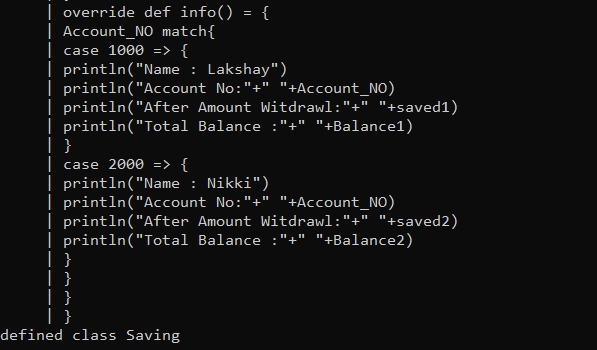 | override def info() = {
| Account_NO match{
| case 1000 => {
| println("Name : Lakshay")
| println("Account No:"+" "+Account_NO)
| println("After Amount Witdrawl:"+" "+saved1)
| println("Total Balance :"+" "+Balance1)
| }
| case 2000 => {
| println("Name : Nikki")
| println("Account No:"+" "+Account_NO)
| println("After Amount Witdrawl:"+" "+saved2)
| println("Total Balance :"+" "+Balance2)
| }
| }
| }
| }
defined class Saving